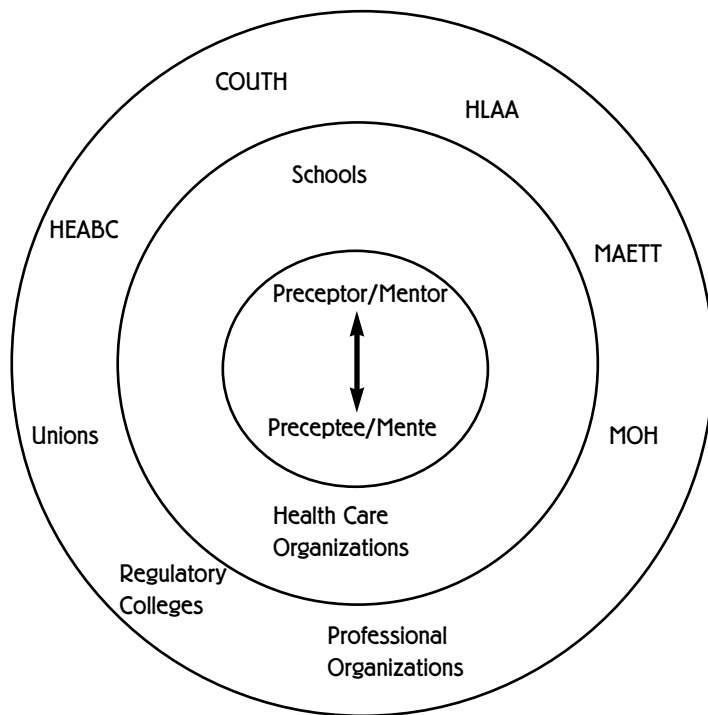 COUTH
HLAA
Schools
HEABC
MAETT
Preceptor/Mentor
Preceptee/Mente
Unions
MOH
Health Care
Organizations
Regulatory
Colleges
Professional
Organizations